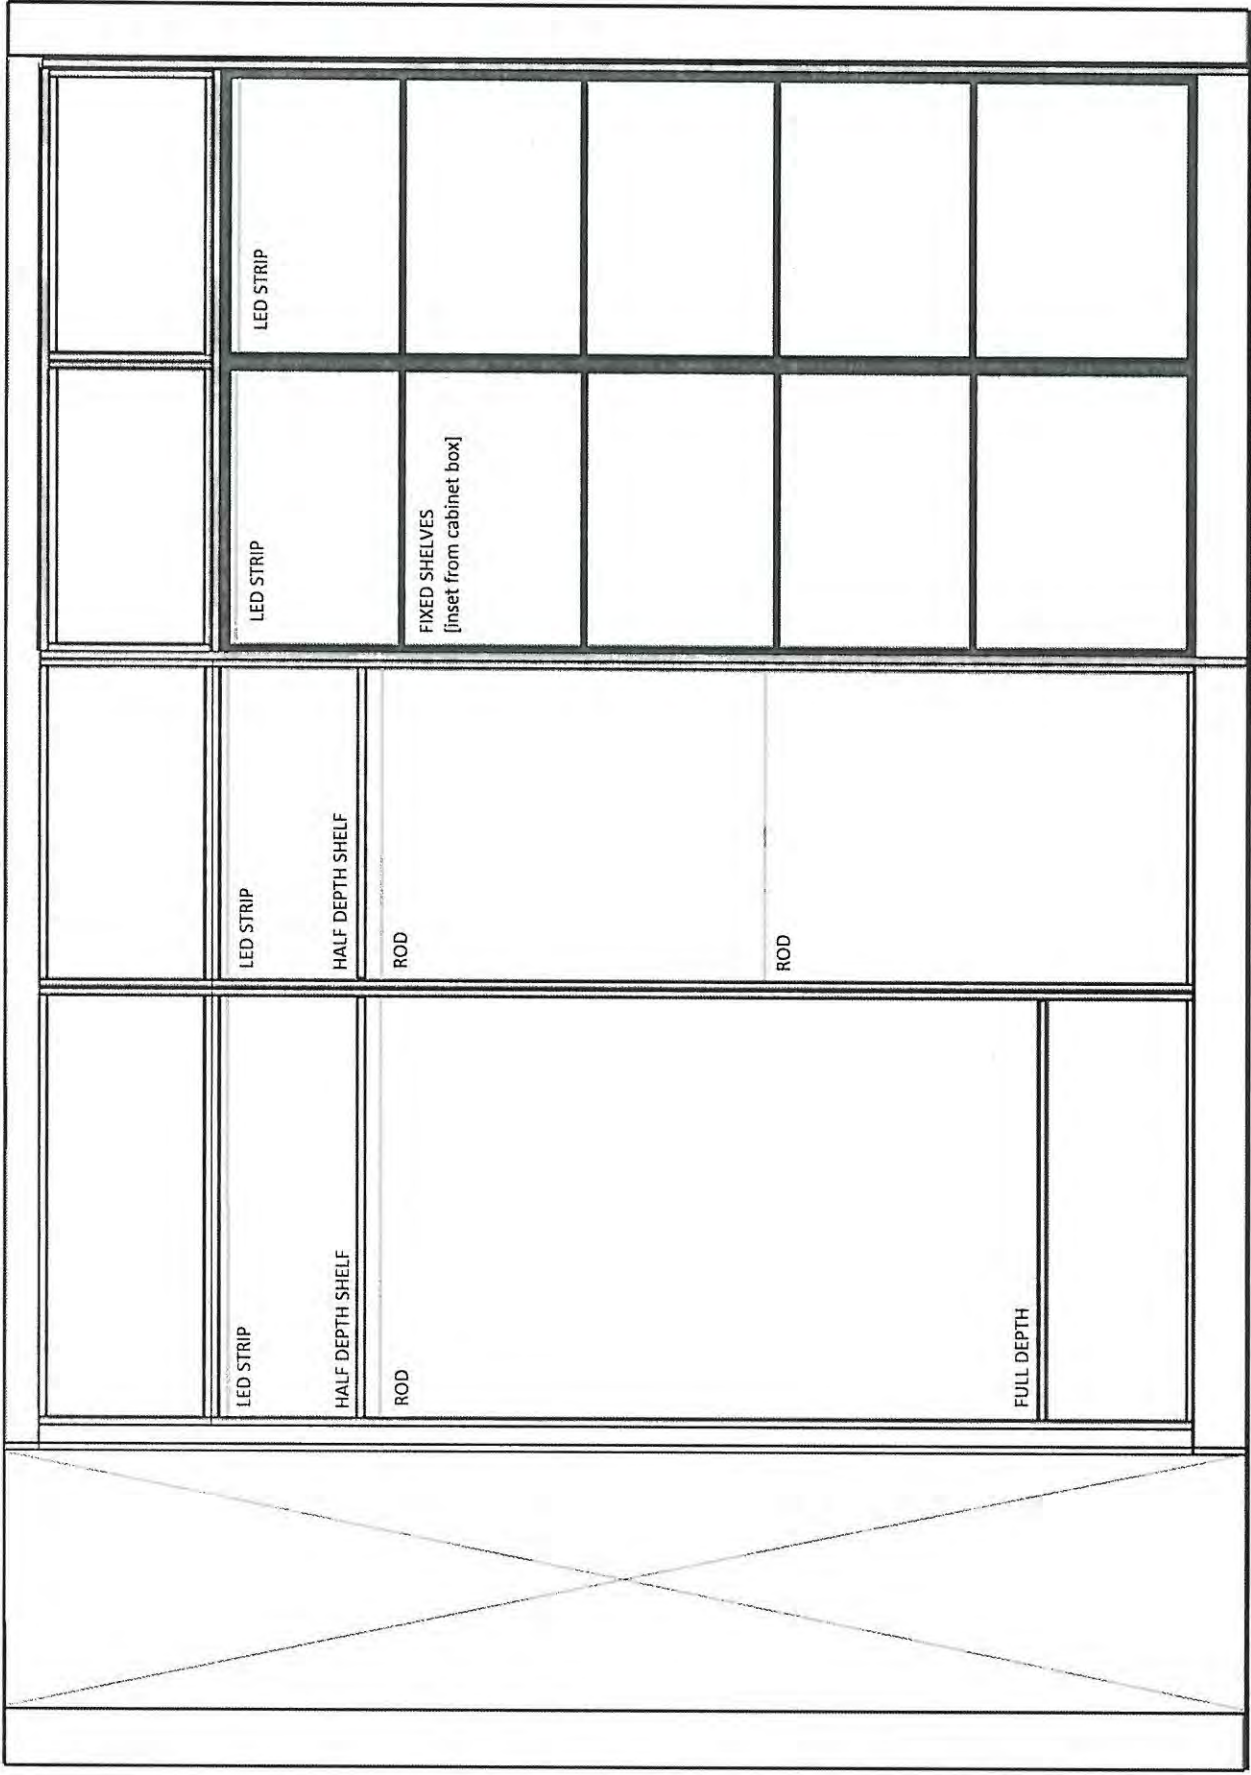 LED STRIP
LED STRIP
LED STRIP
LED STRIP
HALF DEPTH SHELF
HALF DEPTH SHELF
ROD
ROD
FIXED SHELVES
[inset from cabinet box]
ROD
FULL DEPTH